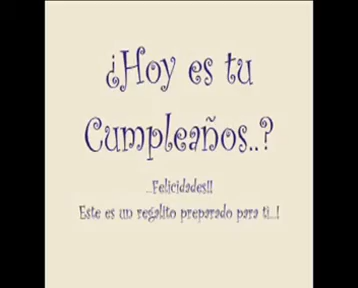 ¿Hoy es tu
Cumpleaños..?
...Felicidades!!
Este es un regalito preparado para ti...!